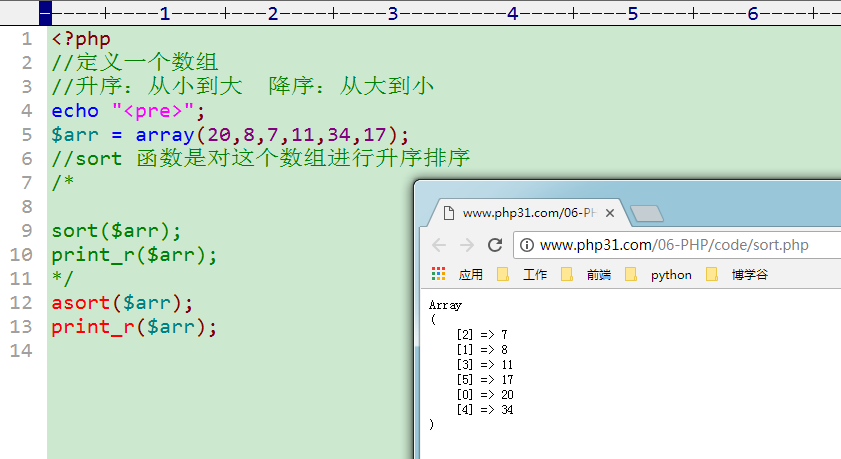 ----+----1----+----2----+----3----+----4----+----5----+----6----+--
1 <?php
2 //定义一个数组
3 //升序：从小到大  降序：从大到小
4 echo "<pre>";
5 $arr = array(20,8,7,11,34,17);
6 //sort 函数是对这个数组进行升序排序
7 /*
8
9 sort($arr);
10 print_r($arr);
11 */
12 asort($arr);
13 print_r($arr);
14
www.php31.com/06-PH
www.php31.com/06-PHP/code/sort.php
应用 工作 前端 python 博学谷
Array
(
    [2] => 7
    [1] => 8
    [3] => 11
    [5] => 17
    [0] => 20
    [4] => 34
)